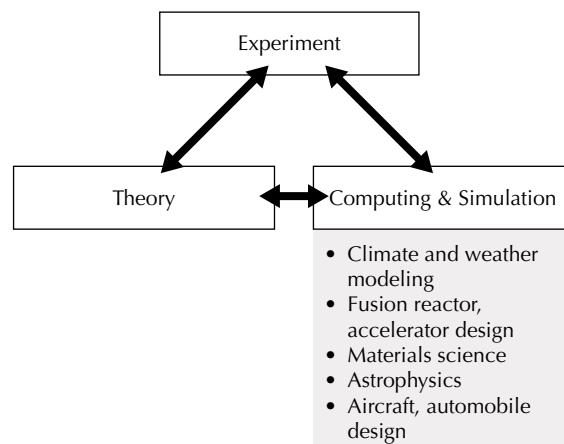 Experiment
Theory
Computing & Simulation
• Climate and weather
modeling
• Fusion reactor,
accelerator design
• Materials science
• Astrophysics
• Aircraft, automobile
design